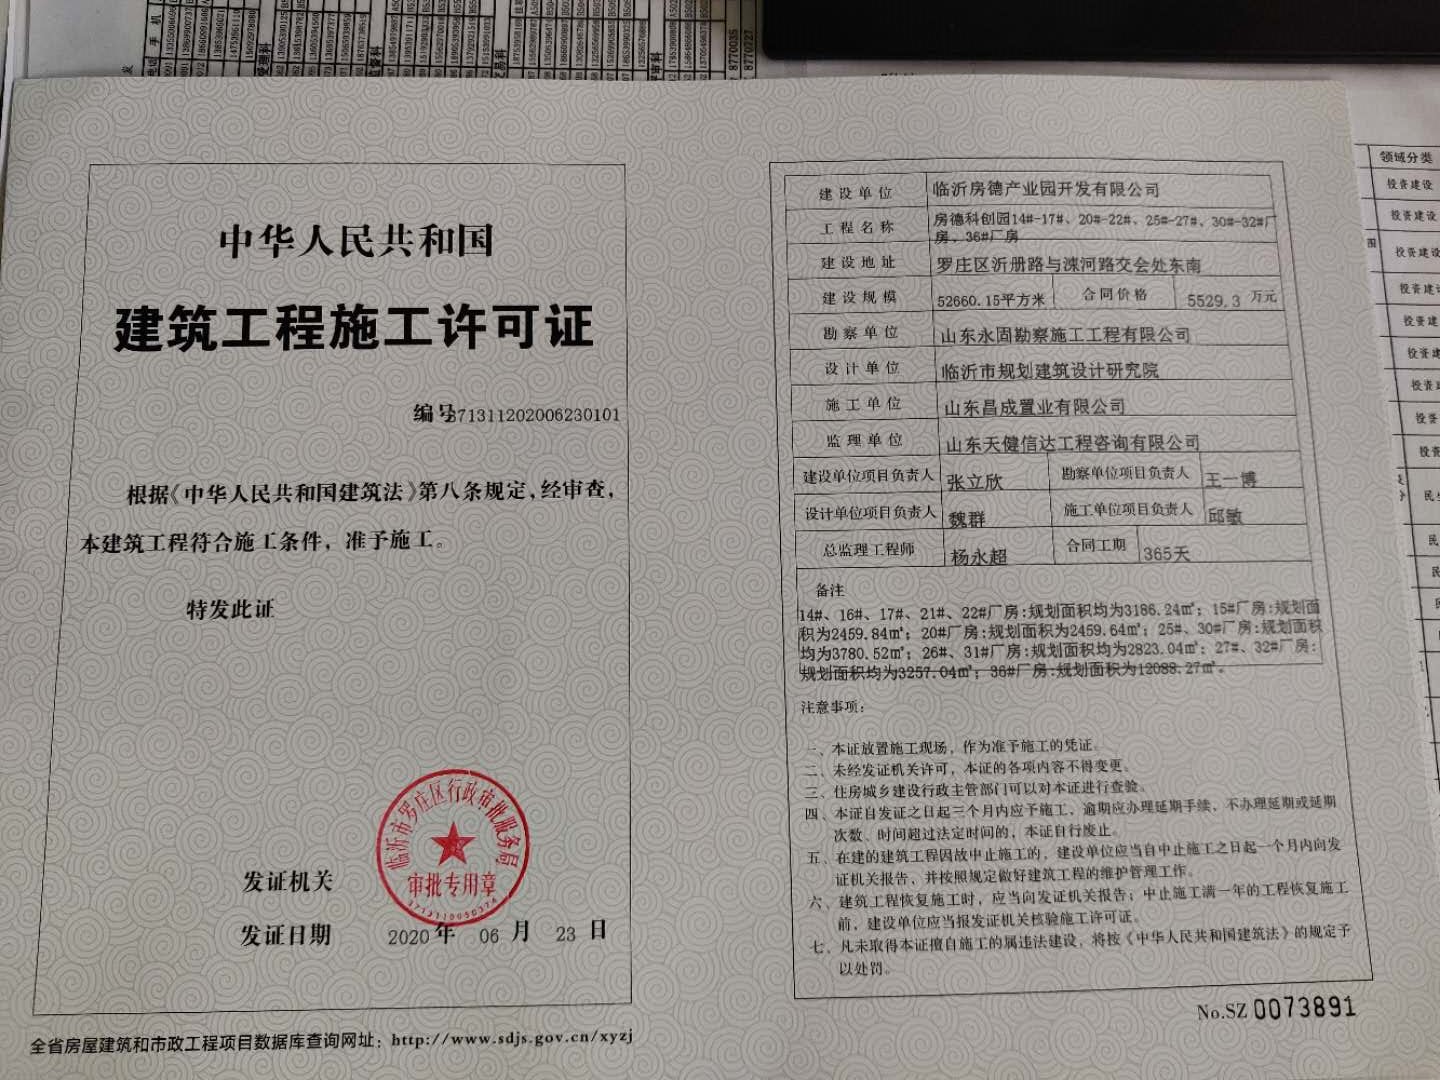 中华人民共和国
建筑工程施工许可证
编号371311202006230101
根据《中华人民共和国建筑法》第八条规定,经审查,
本建筑工程符合施工条件,准予施工。
特发此证
发证机关
临沂市罗庄区行政审批服务局
审批专用章
3713110050374
发证日期 2020 年 06 月 23 日
全省房屋建筑和市政工程项目数据库查询网址：http://www.sdjs.gov.cn/xyzj
建设单位 临沂房德产业园开发有限公司
工程名称 房德科创园14#-17#、20#-22#、25#-27#、30#-32#厂
房、36#厂房
建设地址 罗庄区沂册路与涑河路交会处东南
建设规模 52660.15平方米 合同价格 5529.3 万元
勘察单位 山东永固勘察施工工程有限公司
设计单位 临沂市规划建筑设计研究院
施工单位 山东昌成置业有限公司
监理单位 山东天健信达工程咨询有限公司
建设单位项目负责人 张立欣 勘察单位项目负责人 王一博
设计单位项目负责人 魏群 施工单位项目负责人 邱敏
总监理工程师 杨永超 合同工期 365天
备注
14#、16#、17#、21#、22#厂房:规划面积均为3186.24㎡；15#厂房:规划面
积为2459.84㎡；20#厂房:规划面积为2459.64㎡；25#、30#厂房:规划面积
均为3780.52㎡；26#、31#厂房:规划面积均为2823.04㎡；27#、32#厂房:
规划面积均为3257.04㎡；36#厂房:规划面积为12088.27㎡。
注意事项：
一、本证放置施工现场，作为准予施工的凭证。
二、未经发证机关许可，本证的各项内容不得变更。
三、住房城乡建设行政主管部门可以对本证进行查验。
四、本证自发证之日起三个月内应予施工，逾期应办理延期手续，不办理延期或延期
次数、时间超过法定时间的，本证自行废止。
五、在建的建筑工程因故中止施工的，建设单位应当自中止施工之日起一个月内向发
证机关报告，并按照规定做好建筑工程的维护管理工作。
六、建筑工程恢复施工时，应当向发证机关报告；中止施工满一年的工程恢复施工
前，建设单位应当报发证机关核验施工许可证。
七、凡未取得本证擅自施工的属违法建设，将按《中华人民共和国建筑法》的规定予
以处罚。
No.SZ 0073891
领域分类
投资建设
投资建设
投资建设